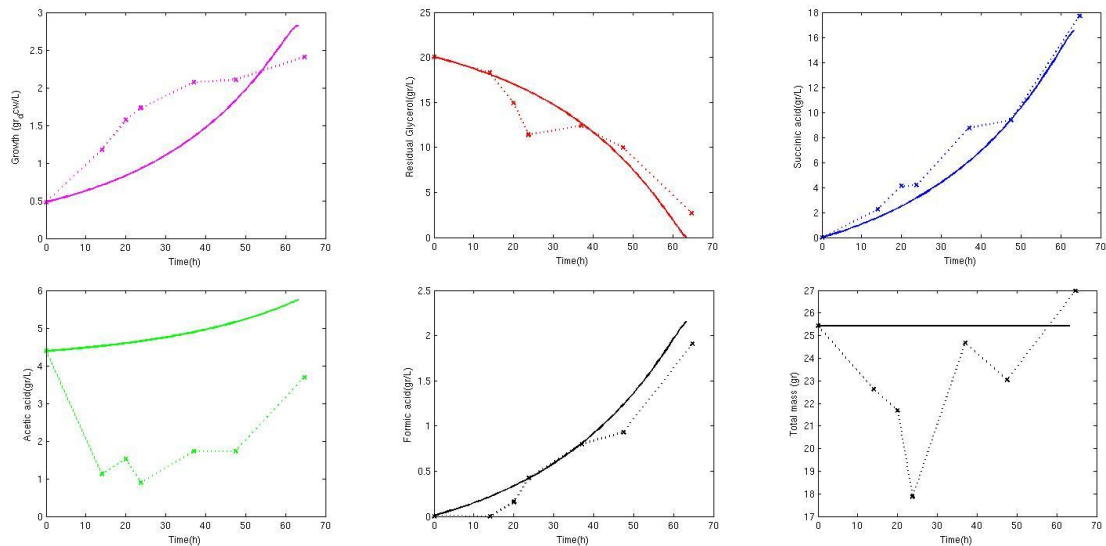 3
2.5
2
1.5
1
0.5
0
0 10 20 30 40 50 60 70
Growth (gr_dcw/L)
Time(h)
25
20
15
10
5
0
0 10 20 30 40 50 60 70
Residual Glycerol(gr/L)
Time(h)
18
16
14
12
10
8
6
4
2
0
0 10 20 30 40 50 60 70
Succinic acid(gr/L)
Time(h)
6
5
4
3
2
1
0
0 10 20 30 40 50 60 70
Acetic acid(gr/L)
Time(h)
2.5
2
1.5
1
0.5
0
0 10 20 30 40 50 60 70
Formic acid(gr/L)
Time(h)
27
26
25
24
23
22
21
20
19
18
17
0 10 20 30 40 50 60 70
Total mass (gr)
Time(h)